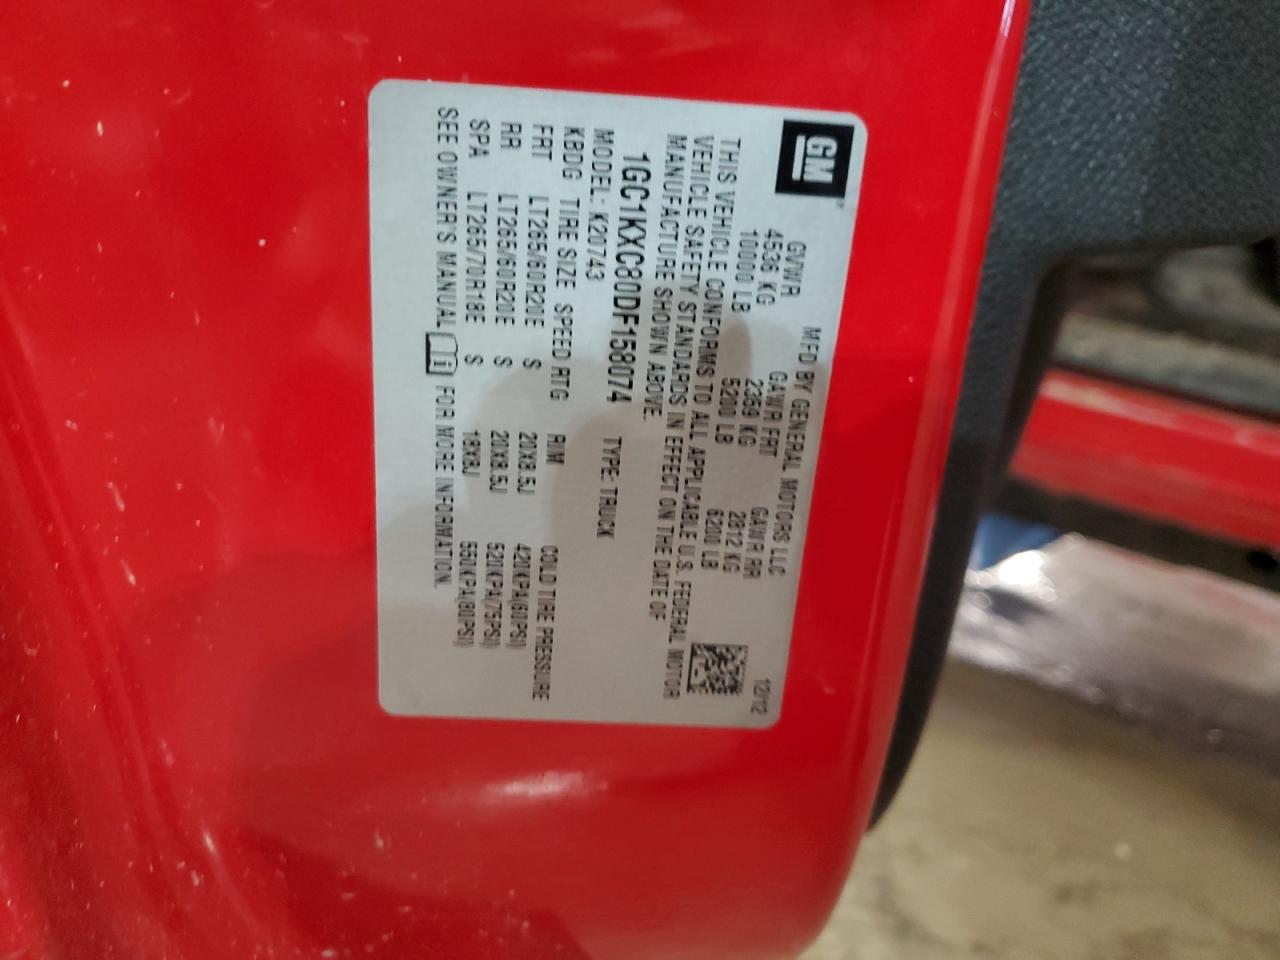 GM
MFD BY GENERAL MOTORS LLC 12/12
GVWR GAWR FRT GAWR RR
4536 KG 2359 KG 2812 KG
10000 LB 5200 LB 6200 LB
THIS VEHICLE CONFORMS TO ALL APPLICABLE U.S. FEDERAL MOTOR
VEHICLE SAFETY STANDARDS IN EFFECT ON THE DATE OF
MANUFACTURE SHOWN ABOVE.
1GC1KXC80DF158074 TYPE: TRUCK
MODEL: K20743
KBDG TIRE SIZE SPEED RTG RIM COLD TIRE PRESSURE
FRT LT265/60R20E S 20X8.5J 420KPA(60PSI)
RR LT265/60R20E S 20X8.5J 520KPA(75PSI)
SPA LT265/70R18E S 18X8J 550KPA(80PSI)
SEE OWNER'S MANUAL i FOR MORE INFORMATION.